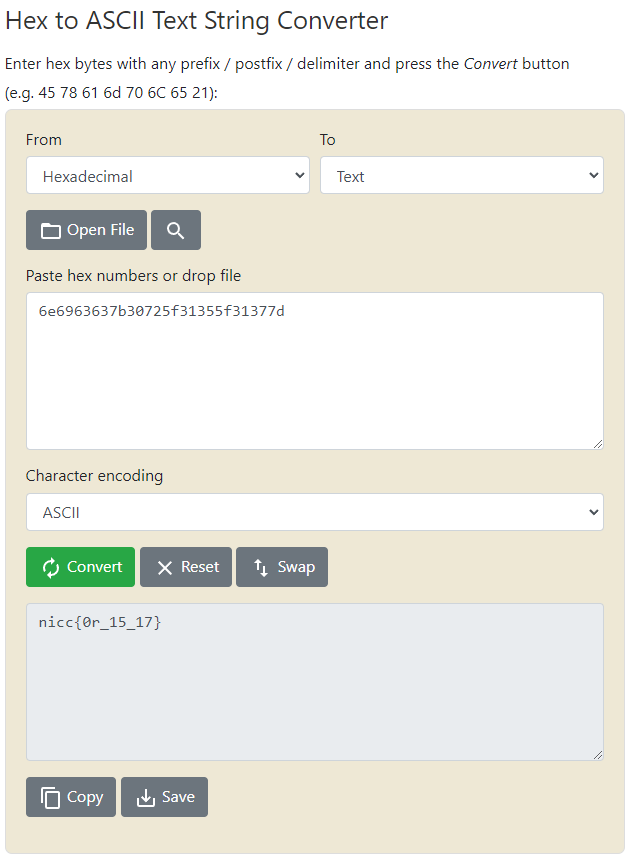 Hex to ASCII Text String Converter
Enter hex bytes with any prefix / postfix / delimiter and press the Convert button
(e.g. 45 78 61 6d 70 6C 65 21):
From To
Hexadecimal Text
Open File
Paste hex numbers or drop file
6e6963637b30725f31355f31377d
Character encoding
ASCII
Convert Reset Swap
nicc{0r_15_17}
Copy Save